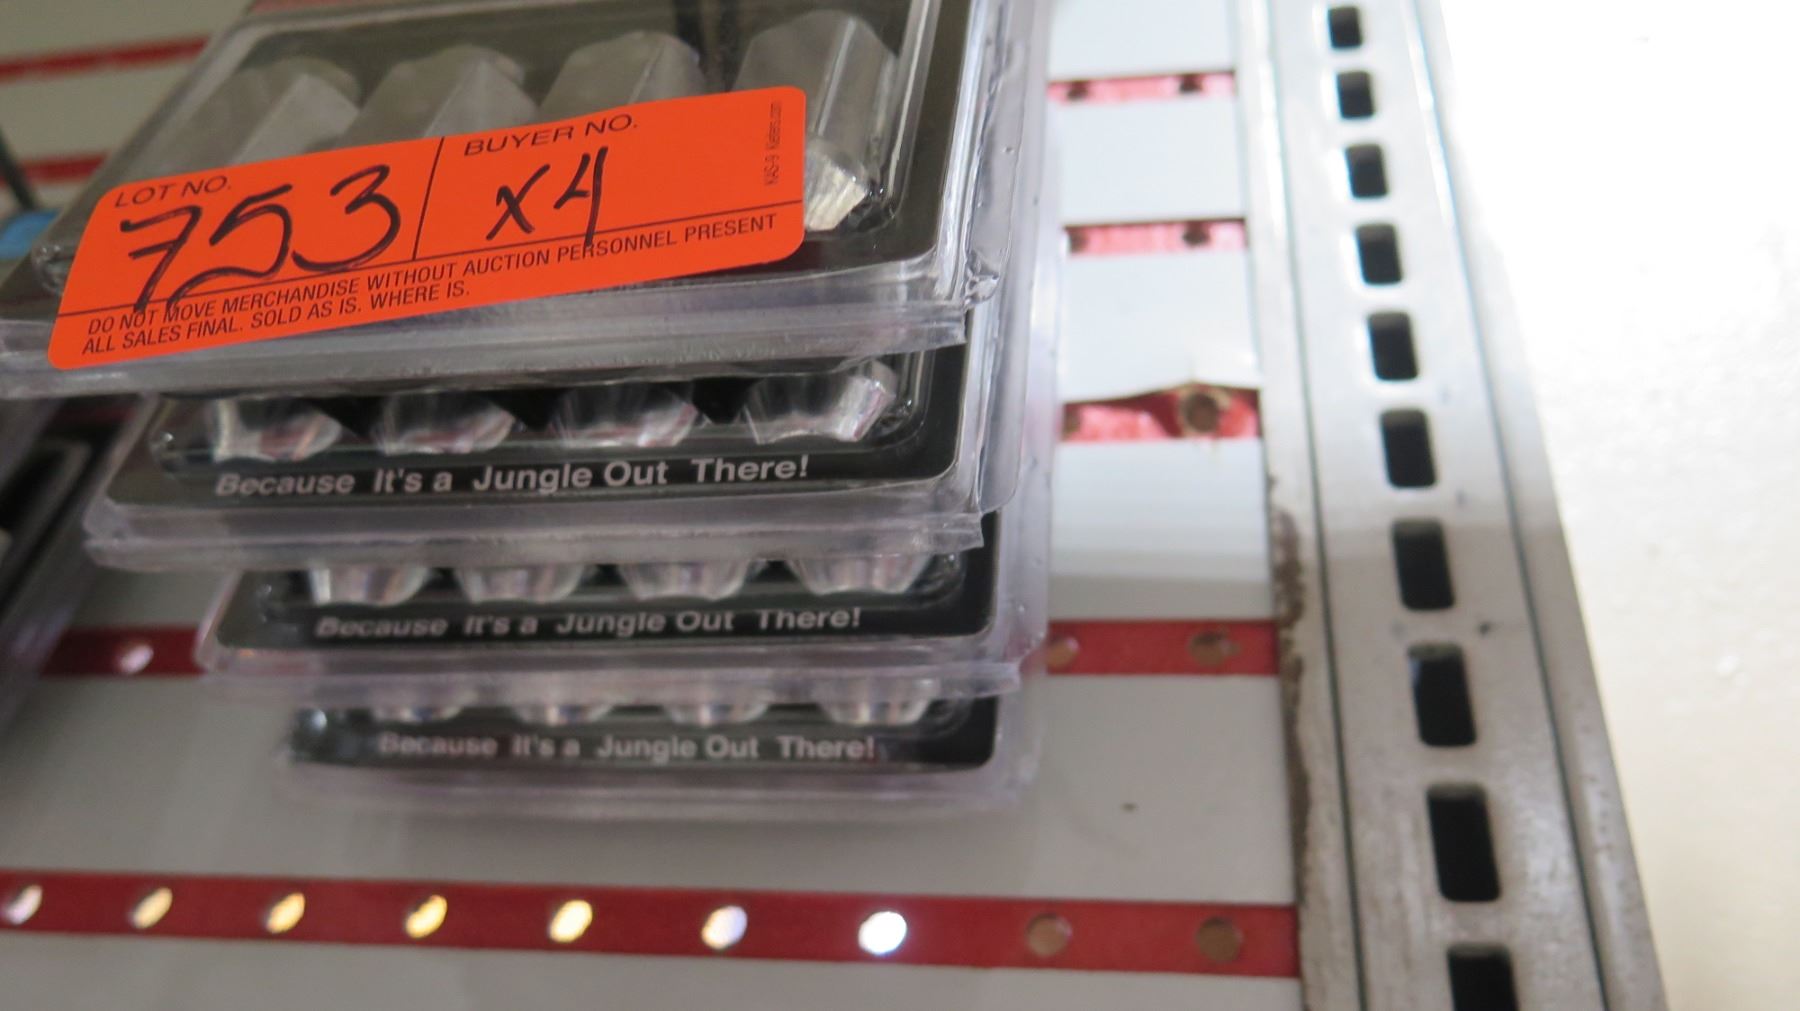 LOT NO.
BUYER NO.
753
x4
DO NOT MOVE MERCHANDISE WITHOUT AUCTION PERSONNEL PRESENT
ALL SALES FINAL. SOLD AS IS. WHERE IS.
Because It's a Jungle Out There!
Because It's a Jungle Out There!
Because It's a Jungle Out There!